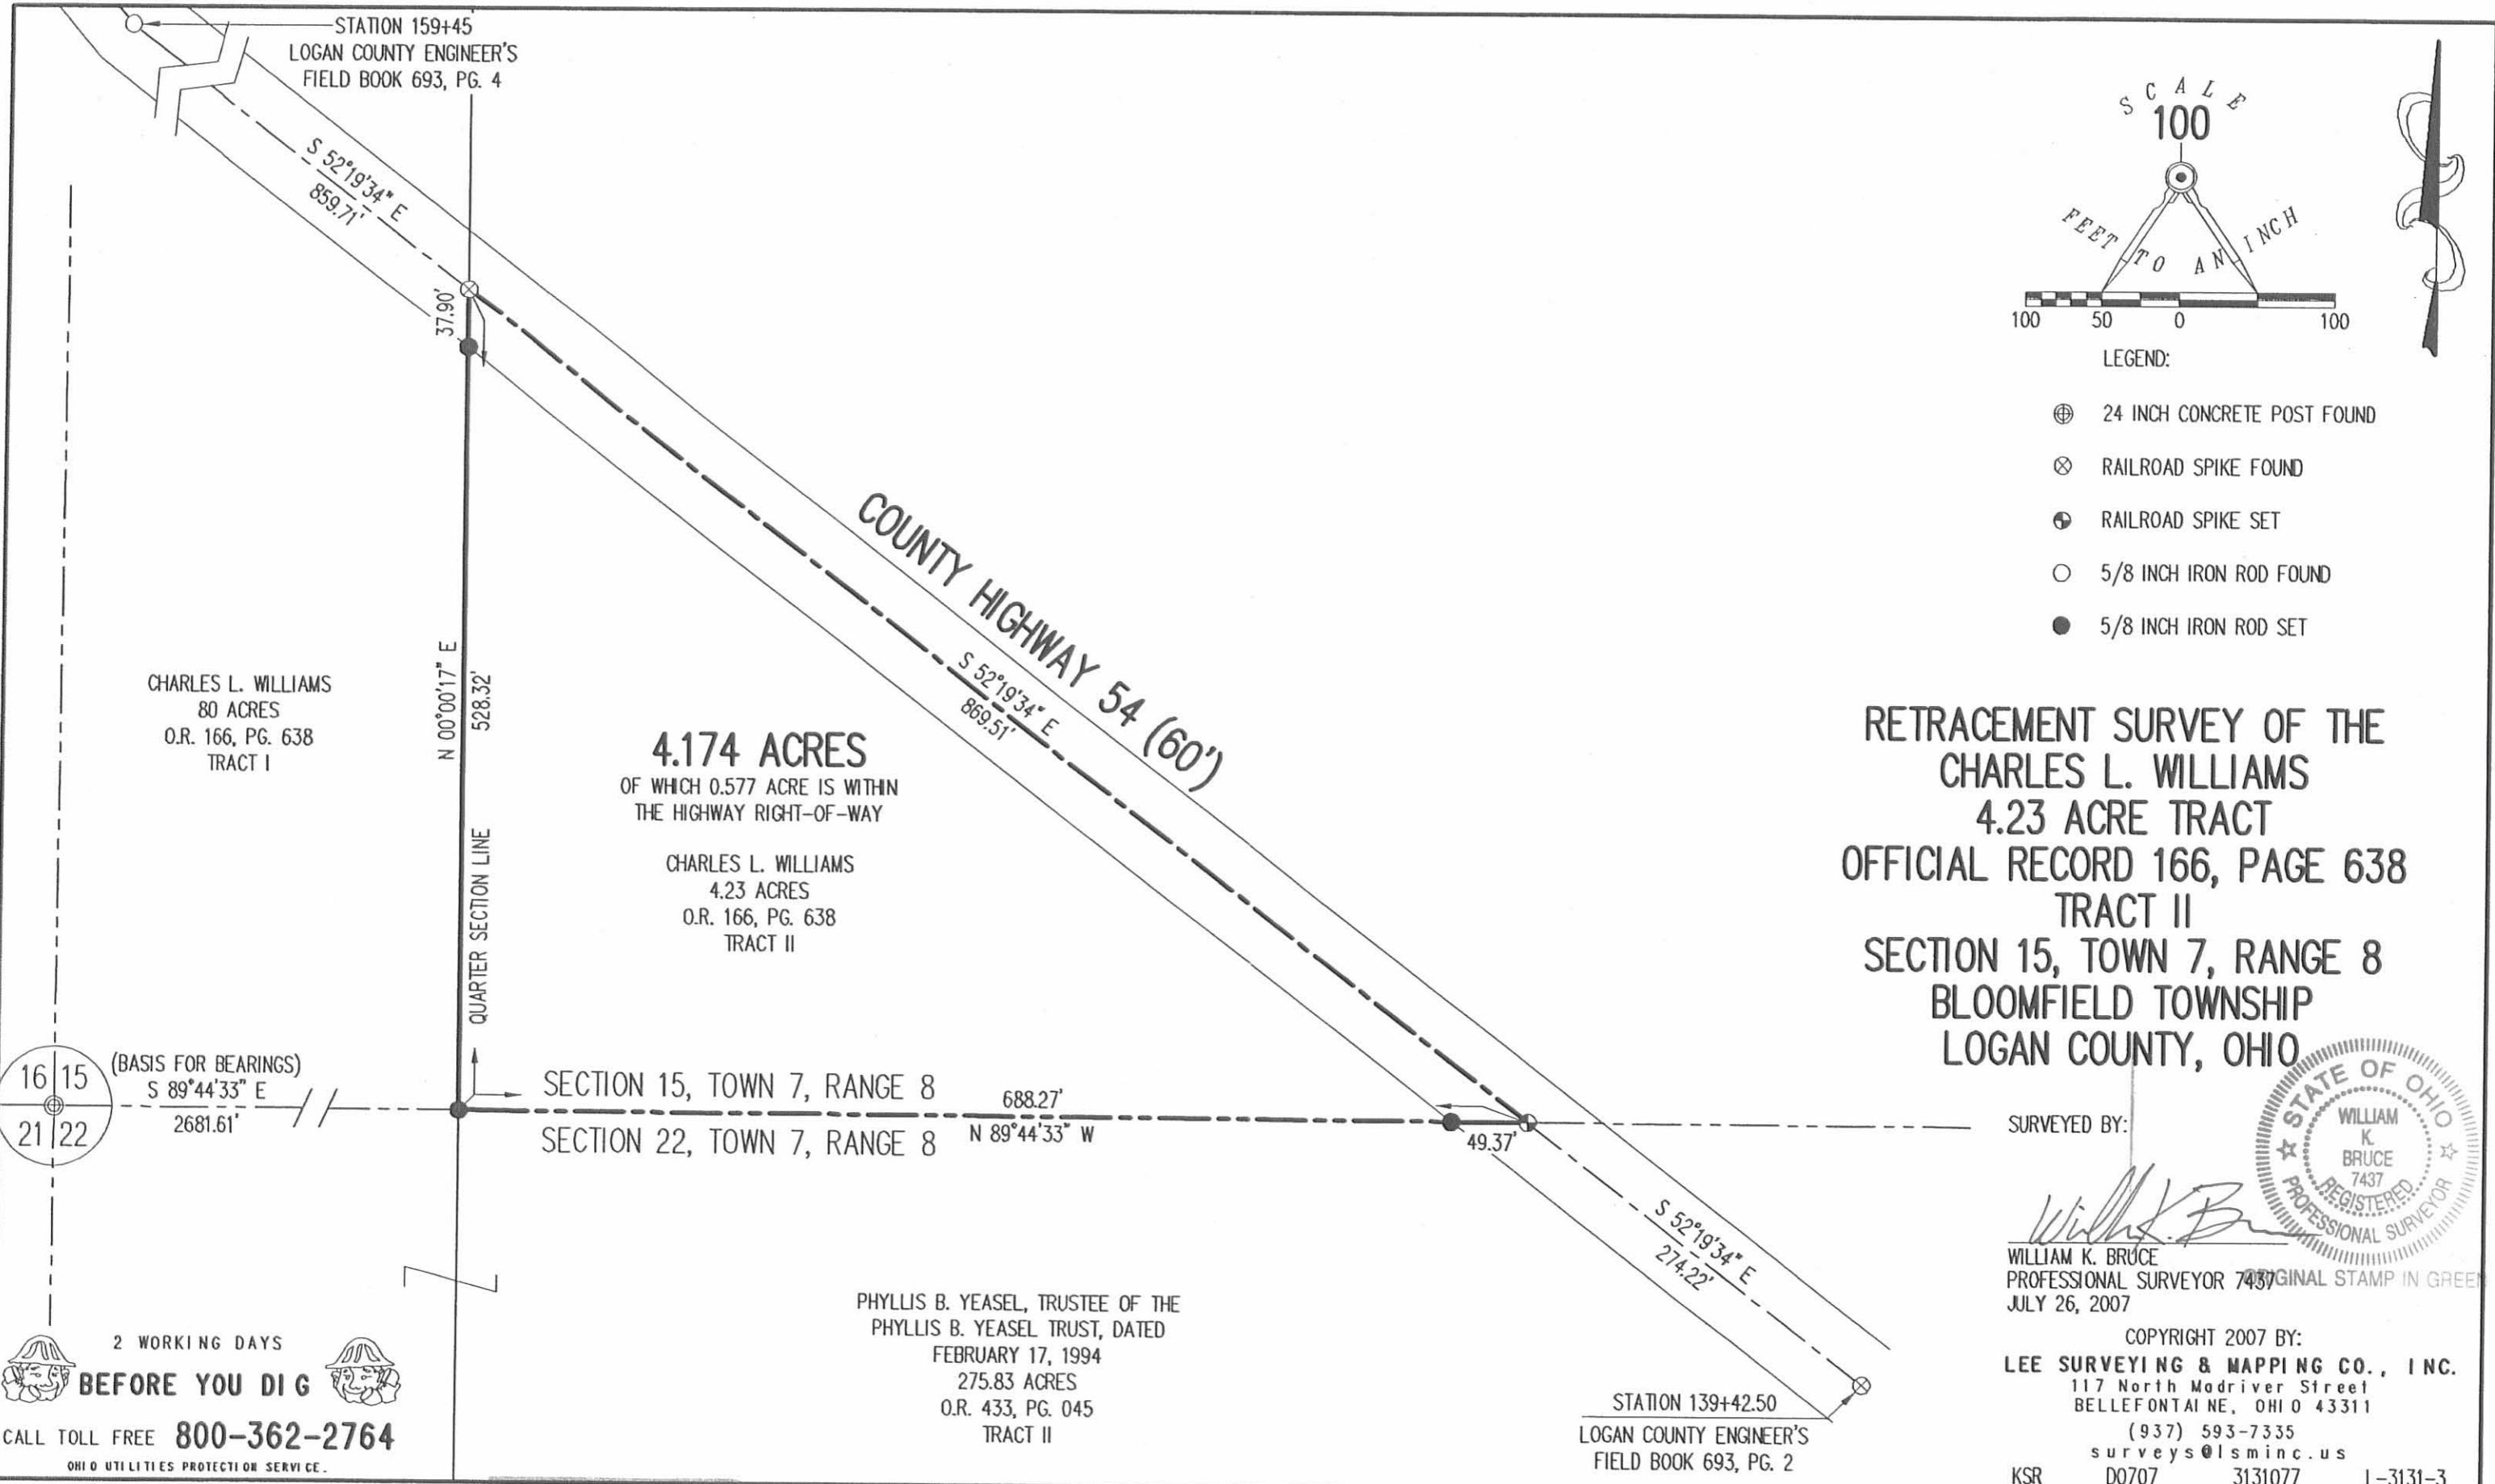 STATION 159+45
LOGAN COUNTY ENGINEER'S
FIELD BOOK 693, PG. 4
S 52°19'34" E
859.71'
37.90'
COUNTY HIGHWAY 54 (60')
S 52°19'34" E
869.51'
N 00°00'17" E
528.32'
QUARTER SECTION LINE
CHARLES L. WILLIAMS
80 ACRES
O.R. 166, PG. 638
TRACT I
4.174 ACRES
OF WHICH 0.577 ACRE IS WITHIN
THE HIGHWAY RIGHT-OF-WAY
CHARLES L. WILLIAMS
4.23 ACRES
O.R. 166, PG. 638
TRACT II
16 15
21 22
(BASIS FOR BEARINGS)
S 89°44'33" E
2681.61'
SECTION 15, TOWN 7, RANGE 8
SECTION 22, TOWN 7, RANGE 8
688.27'
N 89°44'33" W
49.37'
S 52°19'34" E
274.22'
PHYLLIS B. YEASEL, TRUSTEE OF THE
PHYLLIS B. YEASEL TRUST, DATED
FEBRUARY 17, 1994
275.83 ACRES
O.R. 433, PG. 045
TRACT II
STATION 139+42.50
LOGAN COUNTY ENGINEER'S
FIELD BOOK 693, PG. 2
2 WORKING DAYS
BEFORE YOU DIG
CALL TOLL FREE 800-362-2764
OHIO UTILITIES PROTECTION SERVICE.
SCALE
100
FEET TO AN INCH
100 50 0 100
LEGEND:
24 INCH CONCRETE POST FOUND
RAILROAD SPIKE FOUND
RAILROAD SPIKE SET
5/8 INCH IRON ROD FOUND
5/8 INCH IRON ROD SET
RETRACEMENT SURVEY OF THE
CHARLES L. WILLIAMS
4.23 ACRE TRACT
OFFICIAL RECORD 166, PAGE 638
TRACT II
SECTION 15, TOWN 7, RANGE 8
BLOOMFIELD TOWNSHIP
LOGAN COUNTY, OHIO
SURVEYED BY:
STATE OF OHIO
WILLIAM
K.
BRUCE
7437
REGISTERED
PROFESSIONAL SURVEYOR
William K. Bruce
WILLIAM K. BRUCE
PROFESSIONAL SURVEYOR 7437
ORIGINAL STAMP IN GREEN
JULY 26, 2007
COPYRIGHT 2007 BY:
LEE SURVEYING & MAPPING CO., INC.
117 North Madriver Street
BELLEFONTAINE, OHIO 43311
(937) 593-7335
surveys@lsminc.us
KSR D0707 3131077 L-3131-3